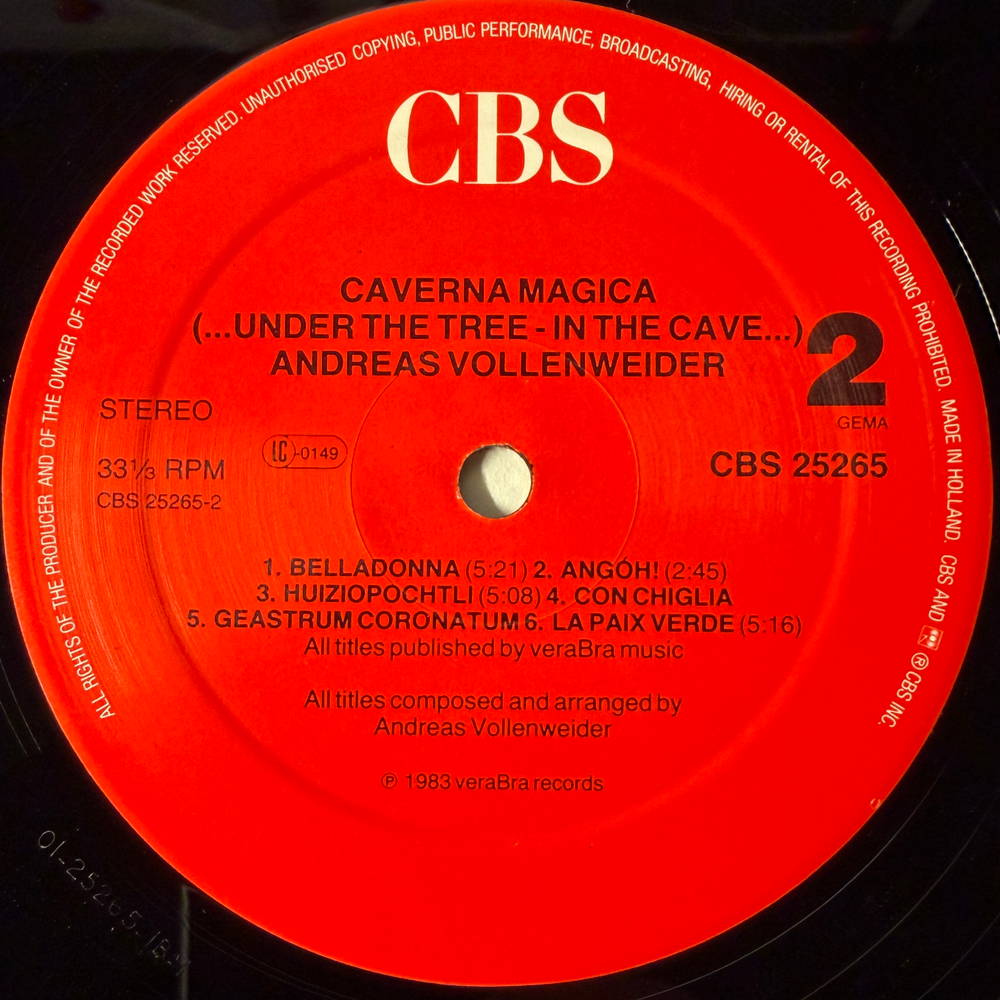 ALL RIGHTS OF THE PRODUCER AND OF THE OWNER OF THE RECORDED WORK RESERVED. UNAUTHORISED COPYING, PUBLIC PERFORMANCE, BROADCASTING, HIRING OR RENTAL OF THIS RECORDING PROHIBITED. MADE IN HOLLAND. CBS AND ® CBS INC.
CBS
CAVERNA MAGICA
(...UNDER THE TREE - IN THE CAVE...)
ANDREAS VOLLENWEIDER
2
GEMA
STEREO
LC-0149
33 1/3 RPM
CBS 25265
CBS 25265-2
1. BELLADONNA (5:21) 2. ANGÓH! (2:45)
3. HUIZIOPOCHTLI (5:08) 4. CON CHIGLIA
5. GEASTRUM CORONATUM 6. LA PAIX VERDE (5:16)
All titles published by veraBra music
All titles composed and arranged by
Andreas Vollenweider
℗ 1983 veraBra records